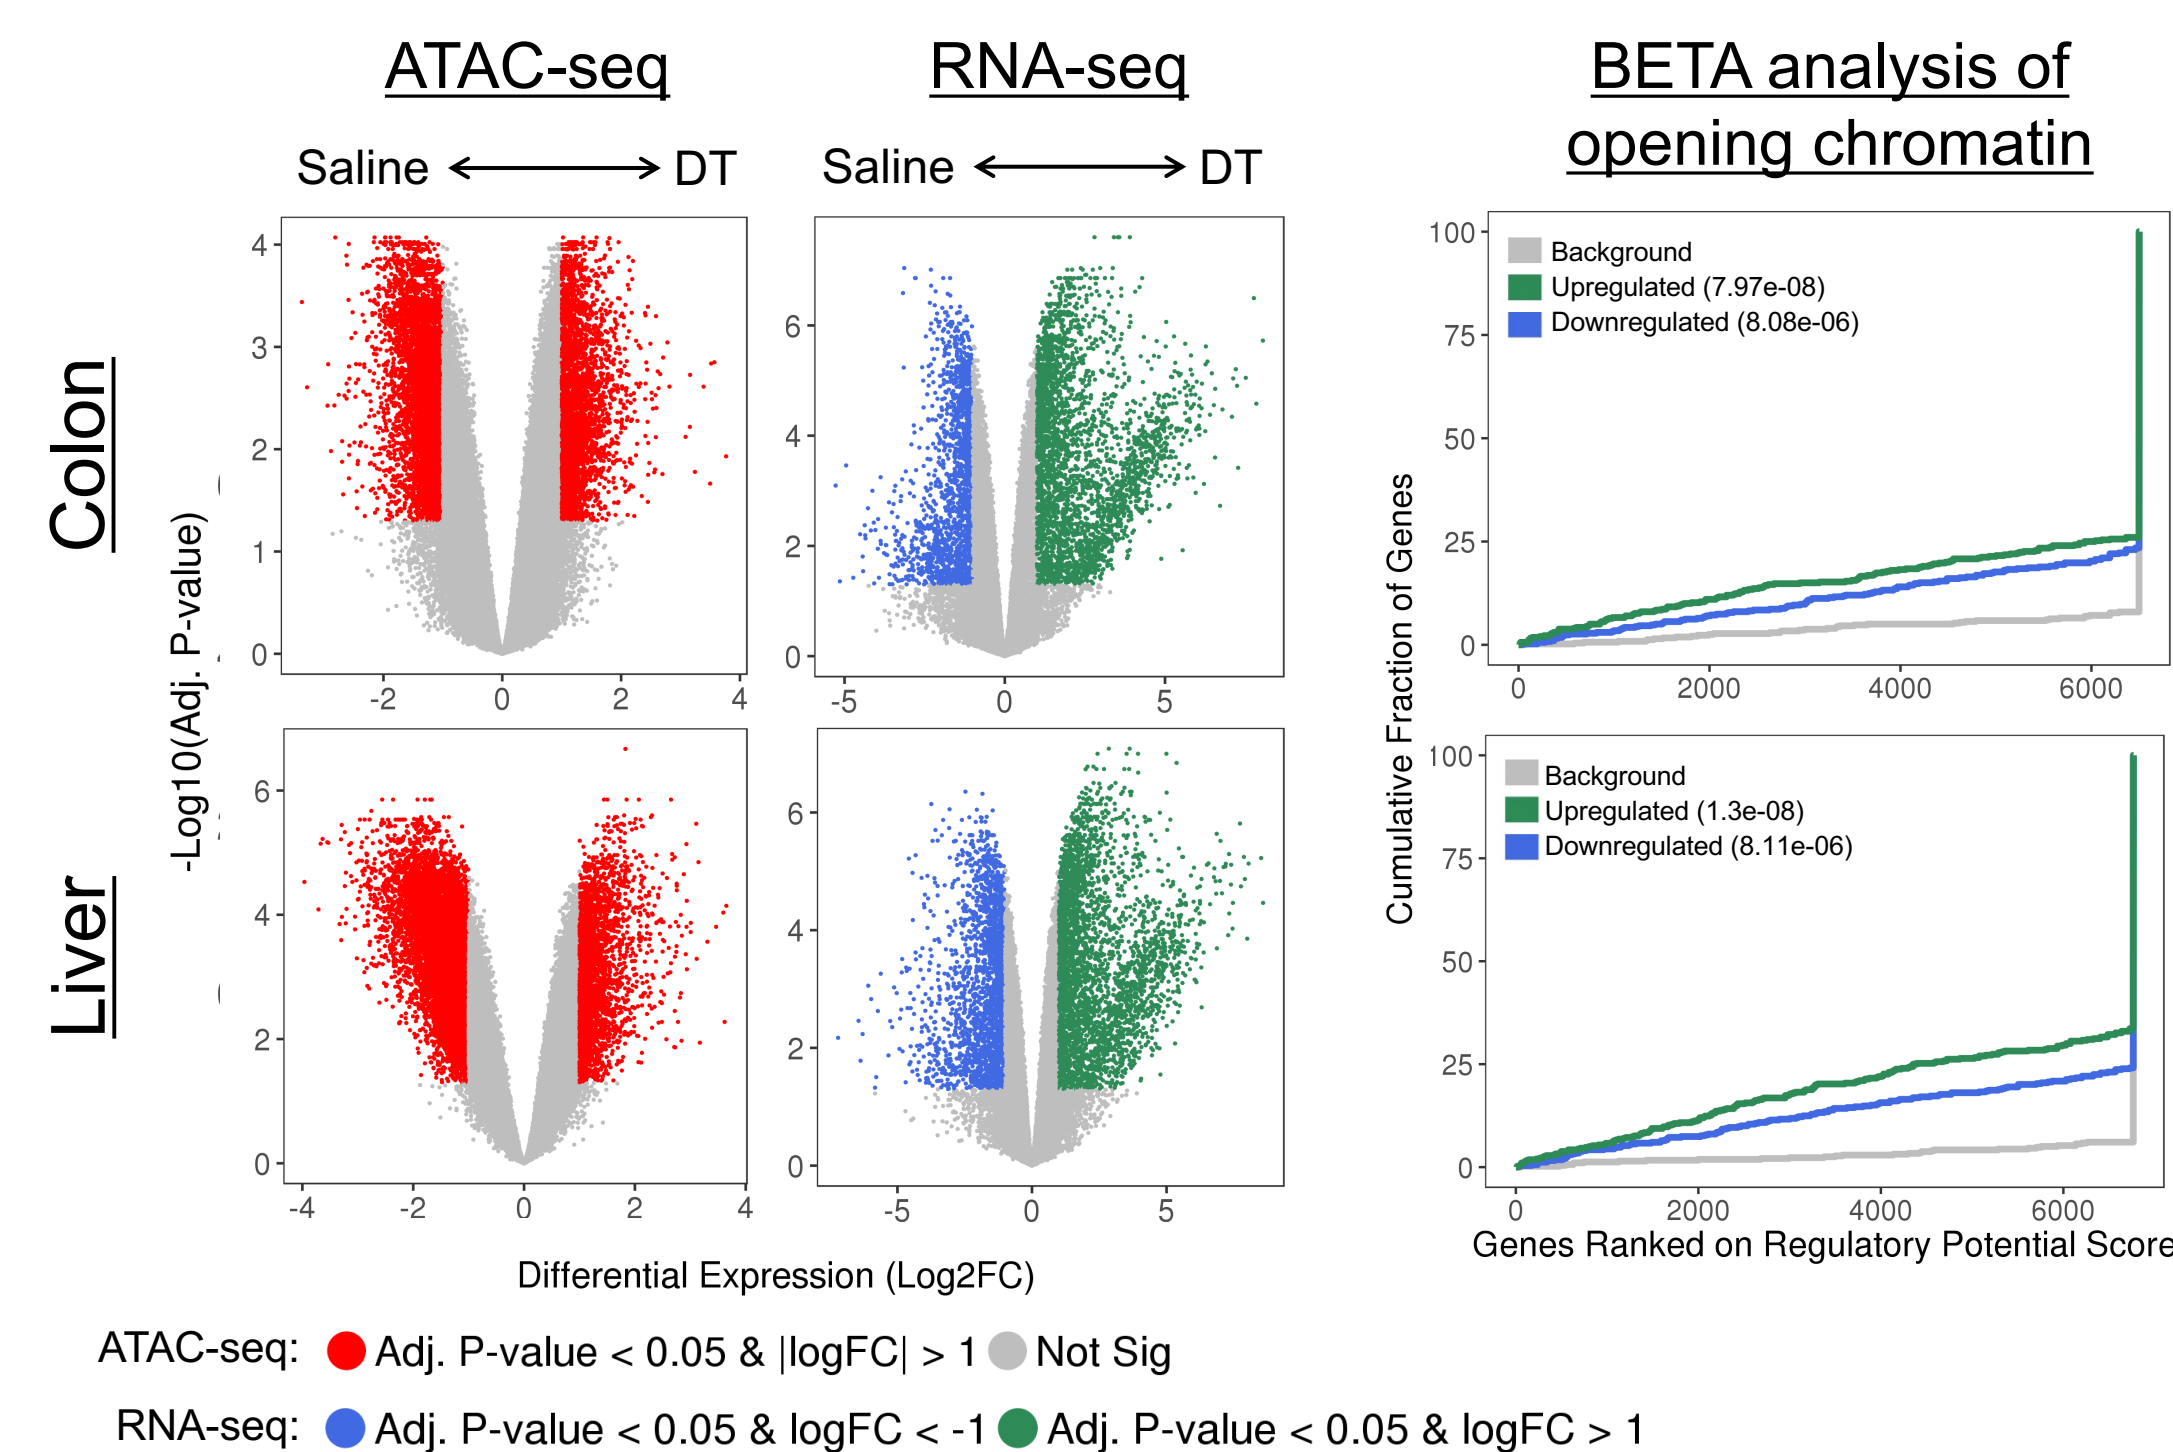 ATAC-seq
RNA-seq
BETA analysis of
opening chromatin
Saline
DT
Saline
DT
Colon
Liver
-Log10(Adj. P-value)
4
3
2
1
0
-2
0
2
4
6
4
2
0
-5
0
5
Cumulative Fraction of Genes
100
75
50
25
0
Background
Upregulated (7.97e-08)
Downregulated (8.08e-06)
0
2000
4000
6000
6
4
2
0
-4
-2
0
2
4
6
4
2
0
-5
0
5
100
75
50
25
0
Background
Upregulated (1.3e-08)
Downregulated (8.11e-06)
0
2000
4000
6000
Genes Ranked on Regulatory Potential Score
Differential Expression (Log2FC)
ATAC-seq: Adj. P-value < 0.05 & |logFC| > 1 Not Sig
RNA-seq: Adj. P-value < 0.05 & logFC < -1 Adj. P-value < 0.05 & logFC > 1